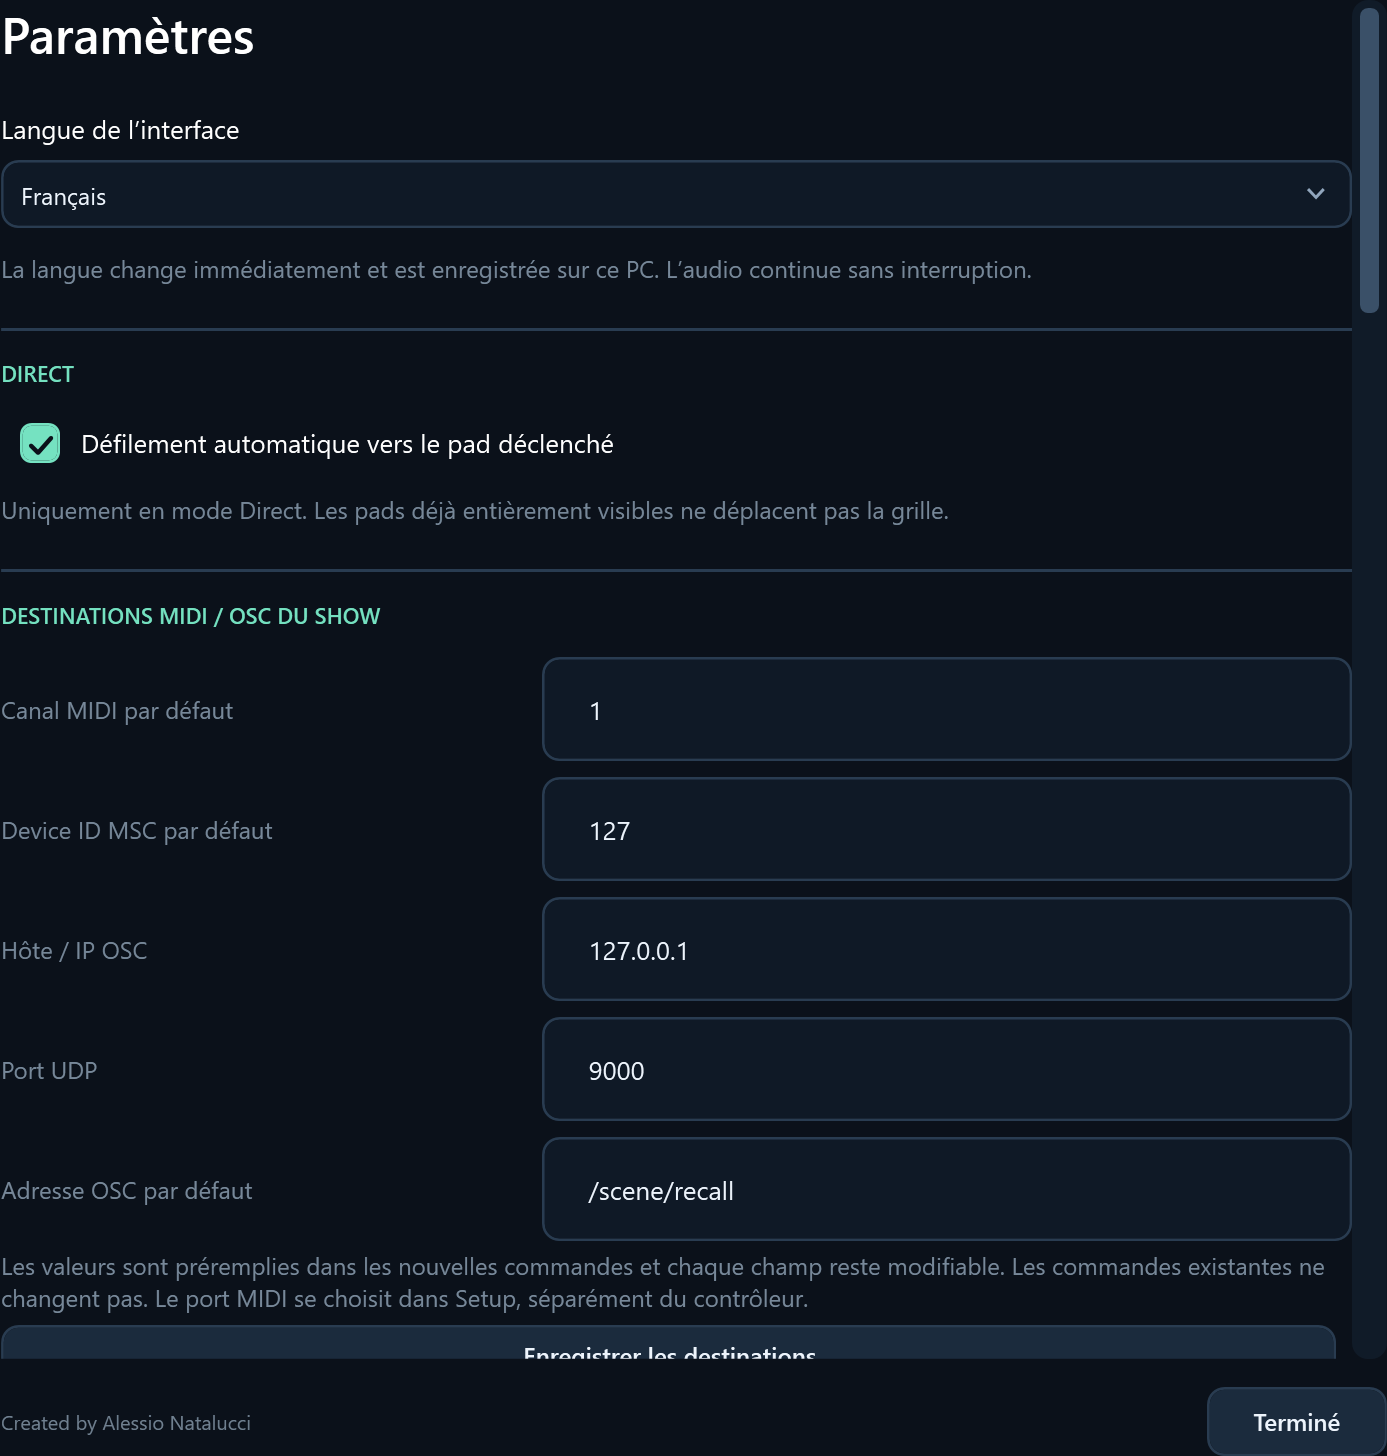 Paramètres
Langue de l’interface
Français
La langue change immédiatement et est enregistrée sur ce PC. L’audio continue sans interruption.
DIRECT
Défilement automatique vers le pad déclenché
Uniquement en mode Direct. Les pads déjà entièrement visibles ne déplacent pas la grille.
DESTINATIONS MIDI / OSC DU SHOW
Canal MIDI par défaut
1
Device ID MSC par défaut
127
Hôte / IP OSC
127.0.0.1
Port UDP
9000
Adresse OSC par défaut
/scene/recall
Les valeurs sont préremplies dans les nouvelles commandes et chaque champ reste modifiable. Les commandes existantes ne
changent pas. Le port MIDI se choisit dans Setup, séparément du contrôleur.
Enregistrer les destinations
Created by Alessio Natalucci
Terminé